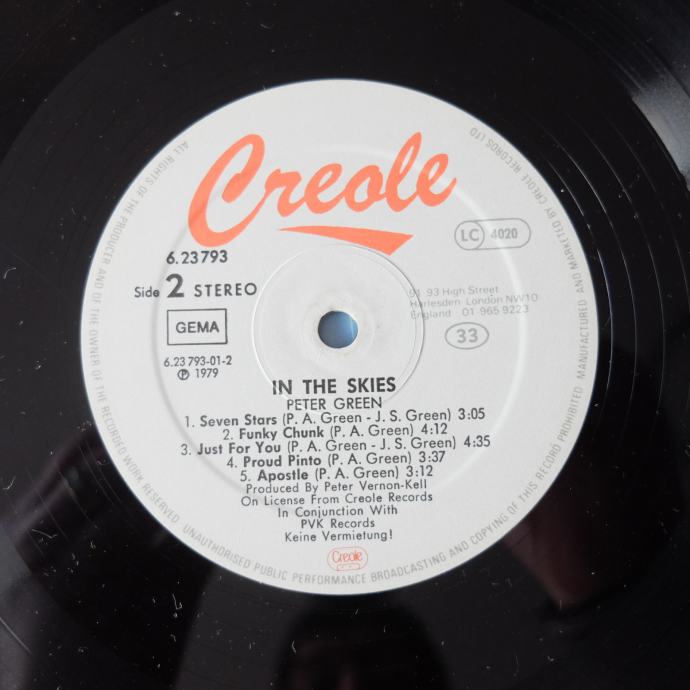 Creole
6.23793
Side 2 STEREO
GEMA
6.23 793-01-2
Ⓟ 1979
LC 4020
91-93 High Street
Harlesden London NW10
England 01-965 9223
33
IN THE SKIES
PETER GREEN
1. Seven Stars (P. A. Green - J. S. Green) 3:05
2. Funky Chunk (P. A. Green) 4:12
3. Just For You (P. A. Green - J. S. Green) 4:35
4. Proud Pinto (P. A. Green) 3:37
5. Apostle (P. A. Green) 3:12
Produced By Peter Vernon-Kell
On License From Creole Records
In Conjunction With
PVK Records
Keine Vermietung!
Creole
ALL RIGHTS OF THE PRODUCER AND OF THE OWNER OF THE RECORDED WORK RESERVED UNAUTHORISED PUBLIC PERFORMANCE BROADCASTING AND COPYING OF THIS RECORD PROHIBITED MANUFACTURED AND MARKETED BY CREOLE RECORDS LTD